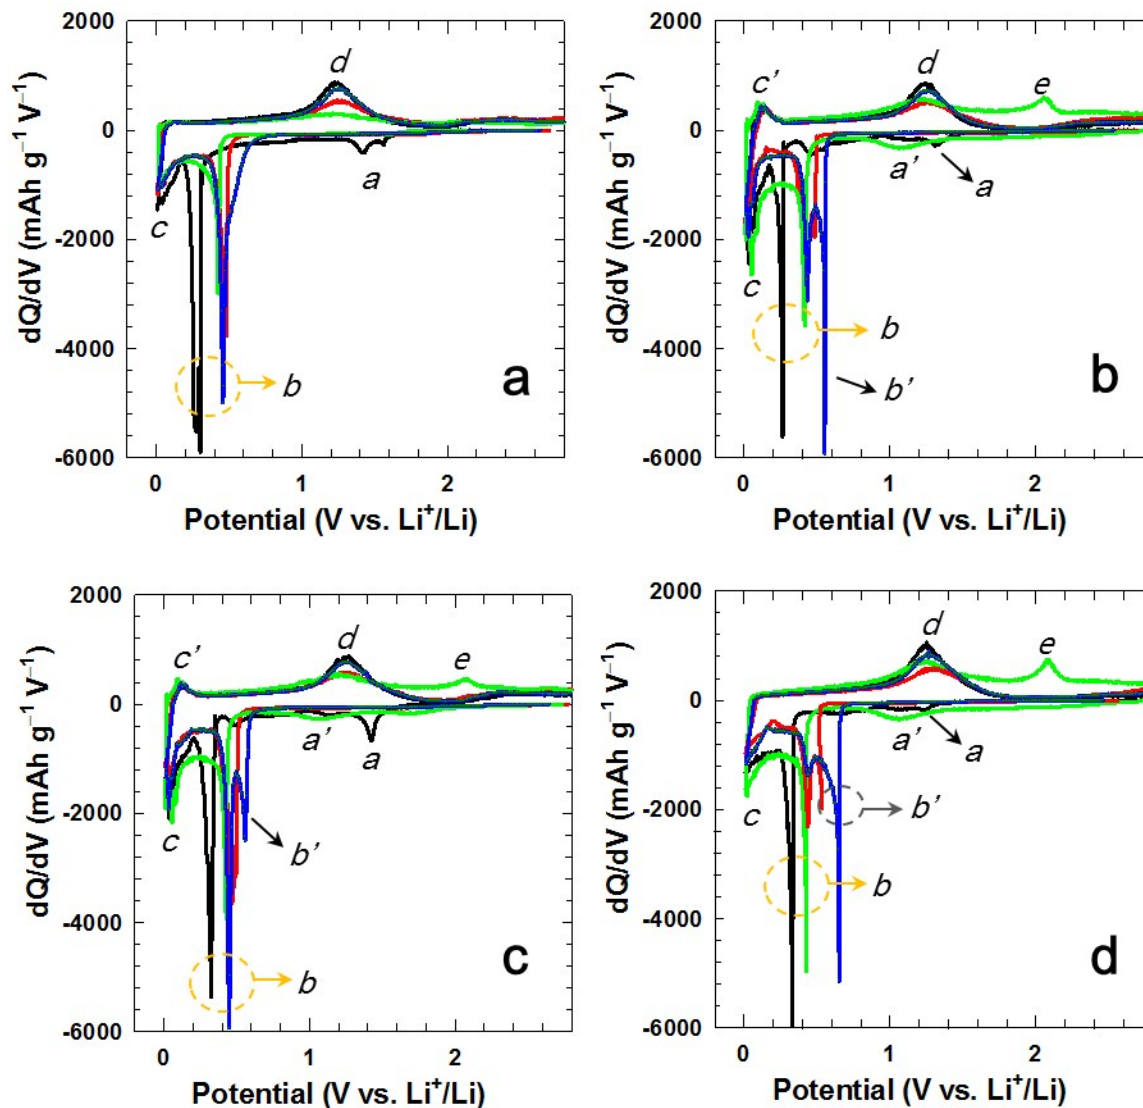 2000
0
-2000
-4000
-6000
dQ/dV (mAh g⁻¹ V⁻¹)
d
a
c
b
a
0 1 2
Potential (V vs. Li⁺/Li)
2000
0
-2000
-4000
-6000
dQ/dV (mAh g⁻¹ V⁻¹)
c'
d
e
a'
a
c
b
b'
b
0 1 2
Potential (V vs. Li⁺/Li)
2000
0
-2000
-4000
-6000
dQ/dV (mAh g⁻¹ V⁻¹)
c'
d
e
a'
a
c
b'
b
c
0 1 2
Potential (V vs. Li⁺/Li)
2000
0
-2000
-4000
-6000
dQ/dV (mAh g⁻¹ V⁻¹)
d
e
a'
a
c
b'
b
d
0 1 2
Potential (V vs. Li⁺/Li)